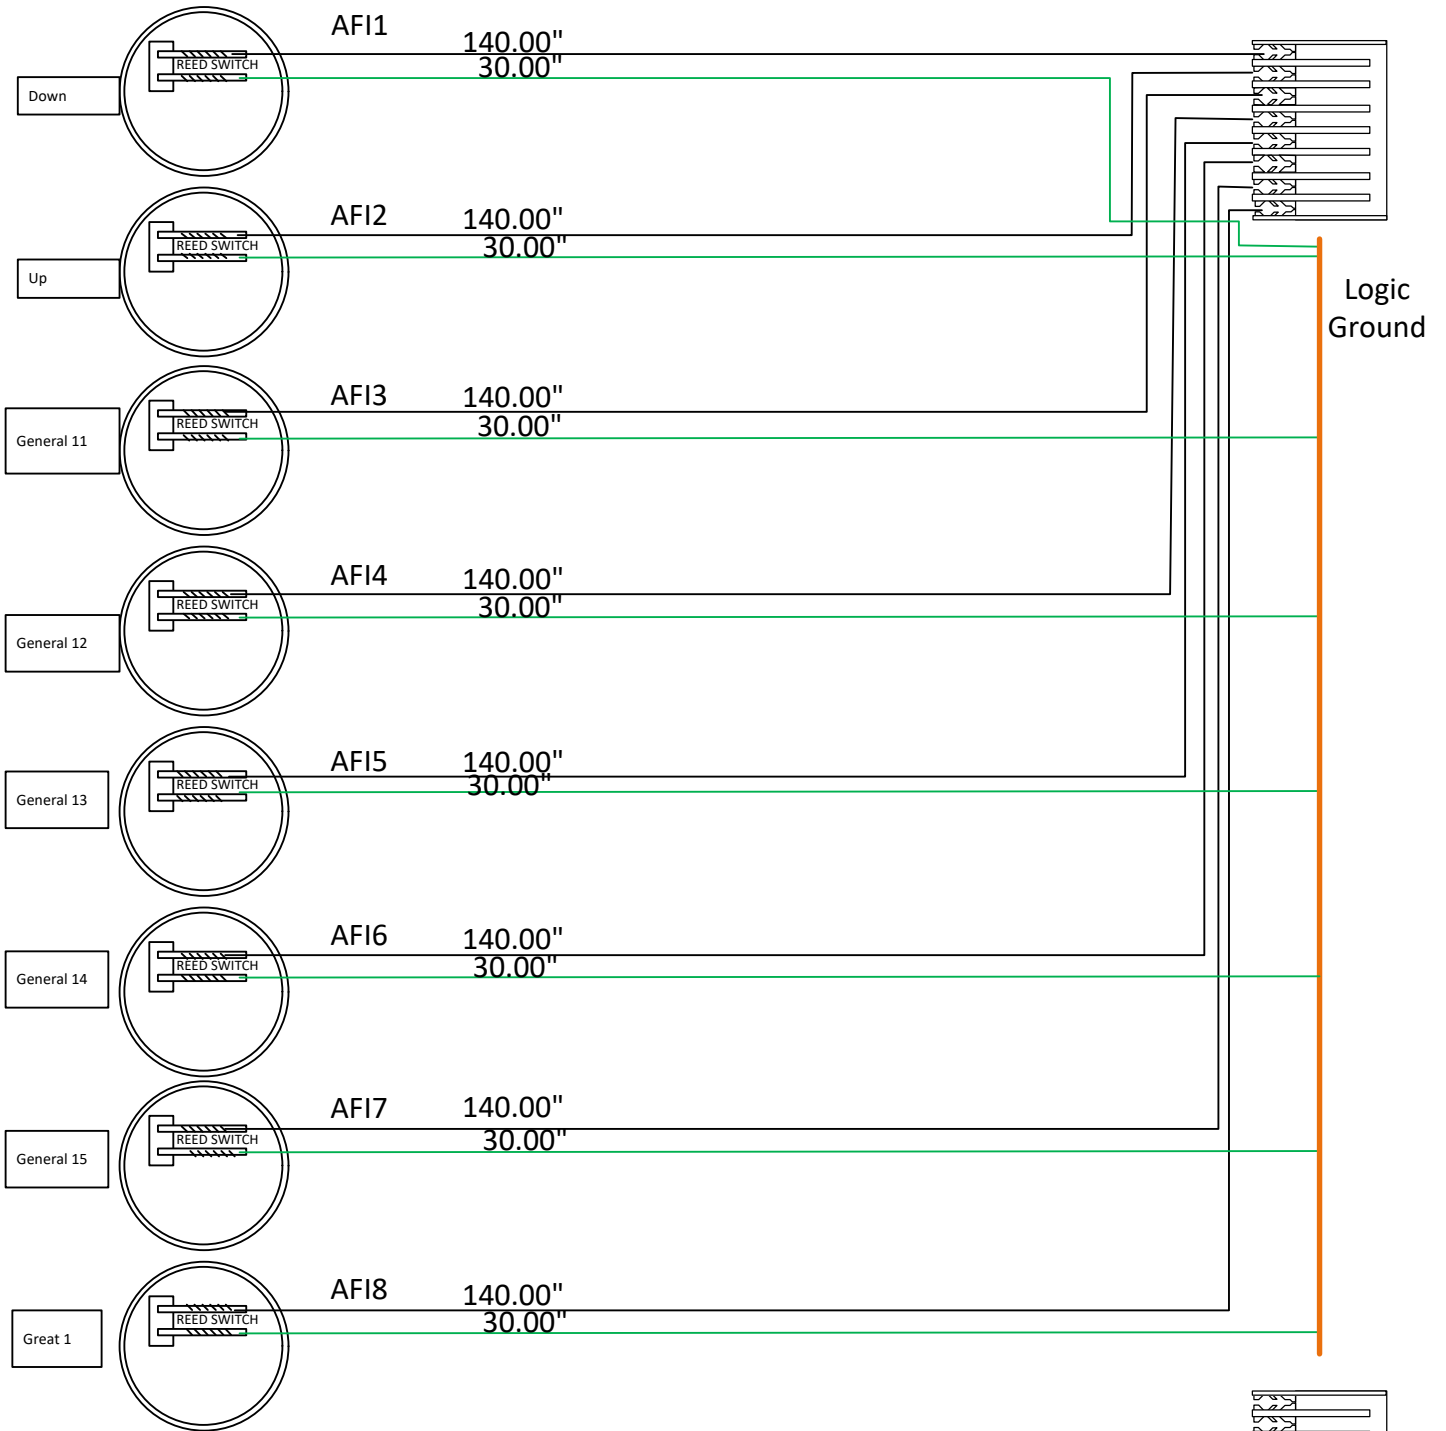 AFI1
140.00"
30.00"
REED SWITCH
Down
AFI2
140.00"
30.00"
REED SWITCH
Up
Logic
Ground
AFI3
140.00"
30.00"
REED SWITCH
General 11
AFI4
140.00"
30.00"
REED SWITCH
General 12
AFI5
140.00"
30.00"
REED SWITCH
General 13
AFI6
140.00"
30.00"
REED SWITCH
General 14
AFI7
140.00"
30.00"
REED SWITCH
General 15
AFI8
140.00"
30.00"
REED SWITCH
Great 1